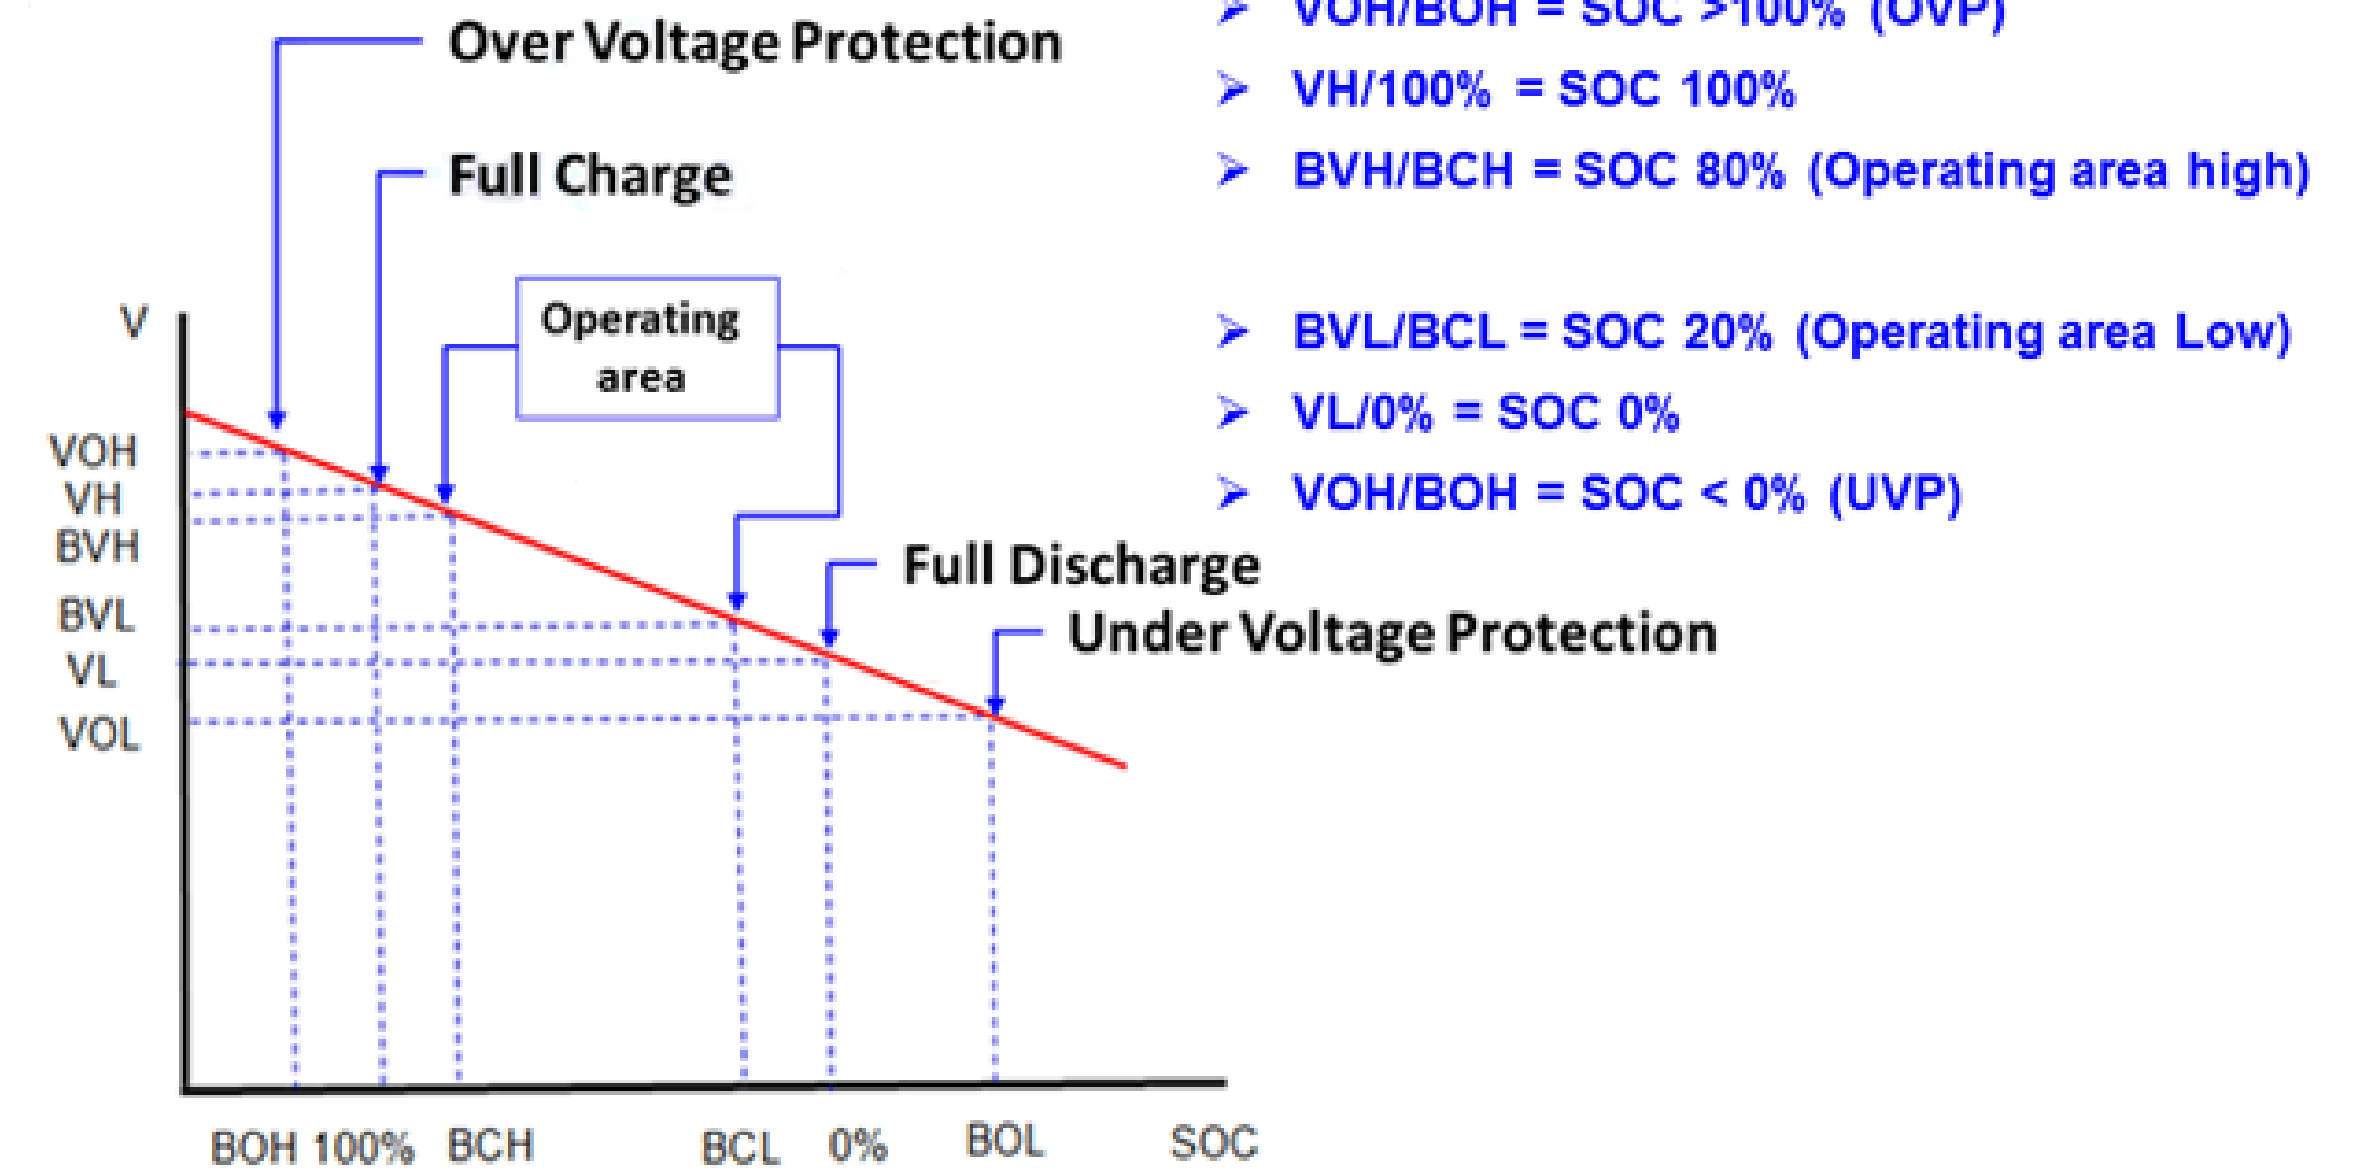 Over Voltage Protection
Full Charge
Operating
area
Full Discharge
Under Voltage Protection
V
VOH
VH
BVH
BVL
VL
VOL
BOH 100% BCH BCL 0% BOL SOC
➢ VOH/BOH = SOC >100% (OVP)
➢ VH/100% = SOC 100%
➢ BVH/BCH = SOC 80% (Operating area high)
➢ BVL/BCL = SOC 20% (Operating area Low)
➢ VL/0% = SOC 0%
➢ VOH/BOH = SOC < 0% (UVP)